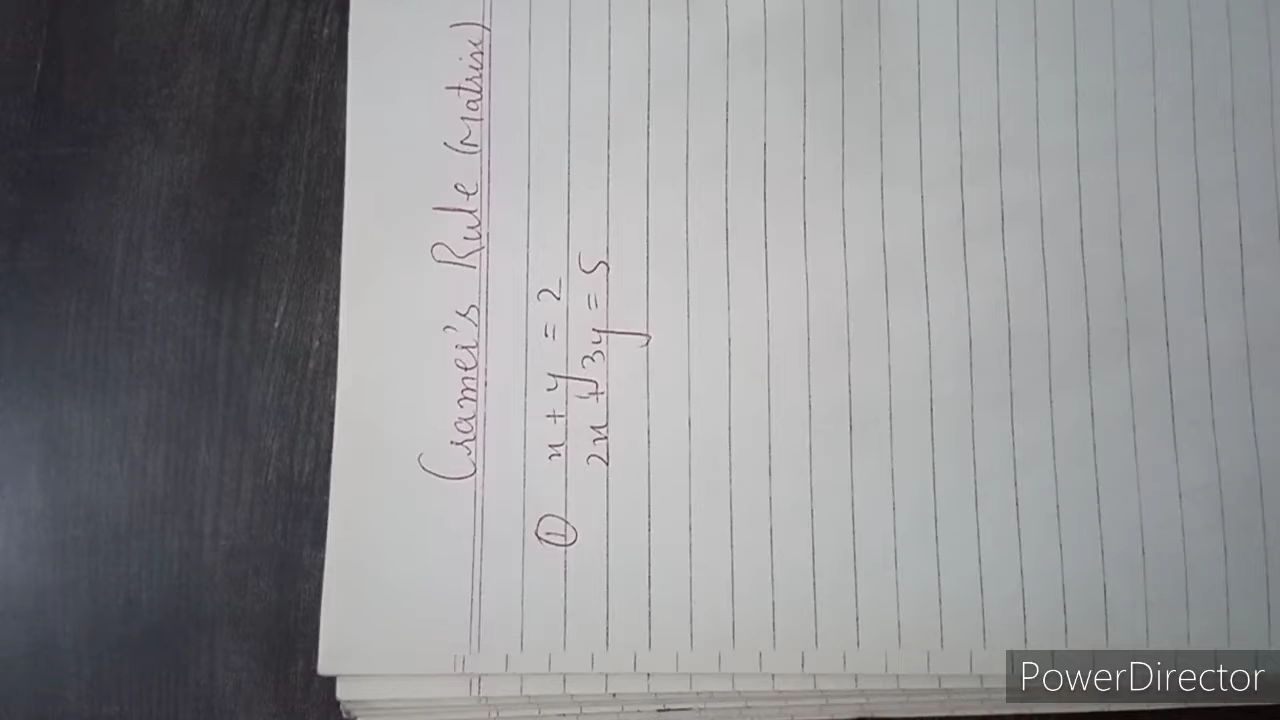 Cramer's Rule (Matrix)
① x + y = 2
2x + 3y = 5
PowerDirector